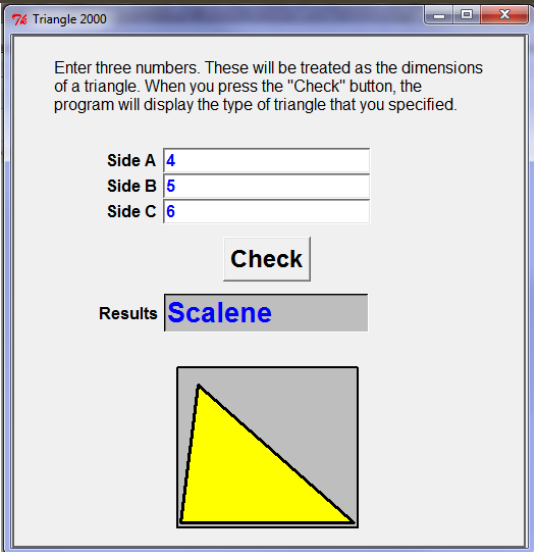 Triangle 2000
Enter three numbers. These will be treated as the dimensions
of a triangle. When you press the "Check" button, the
program will display the type of triangle that you specified.
Side A 4
Side B 5
Side C 6
Check
Results Scalene